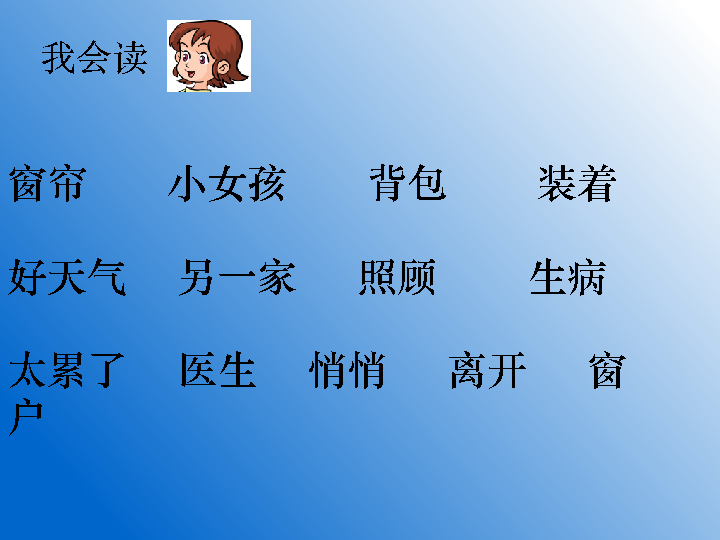 我会读
窗帘 小女孩 背包 装着
好天气 另一家 照顾 生病
太累了 医生 悄悄 离开 窗
户